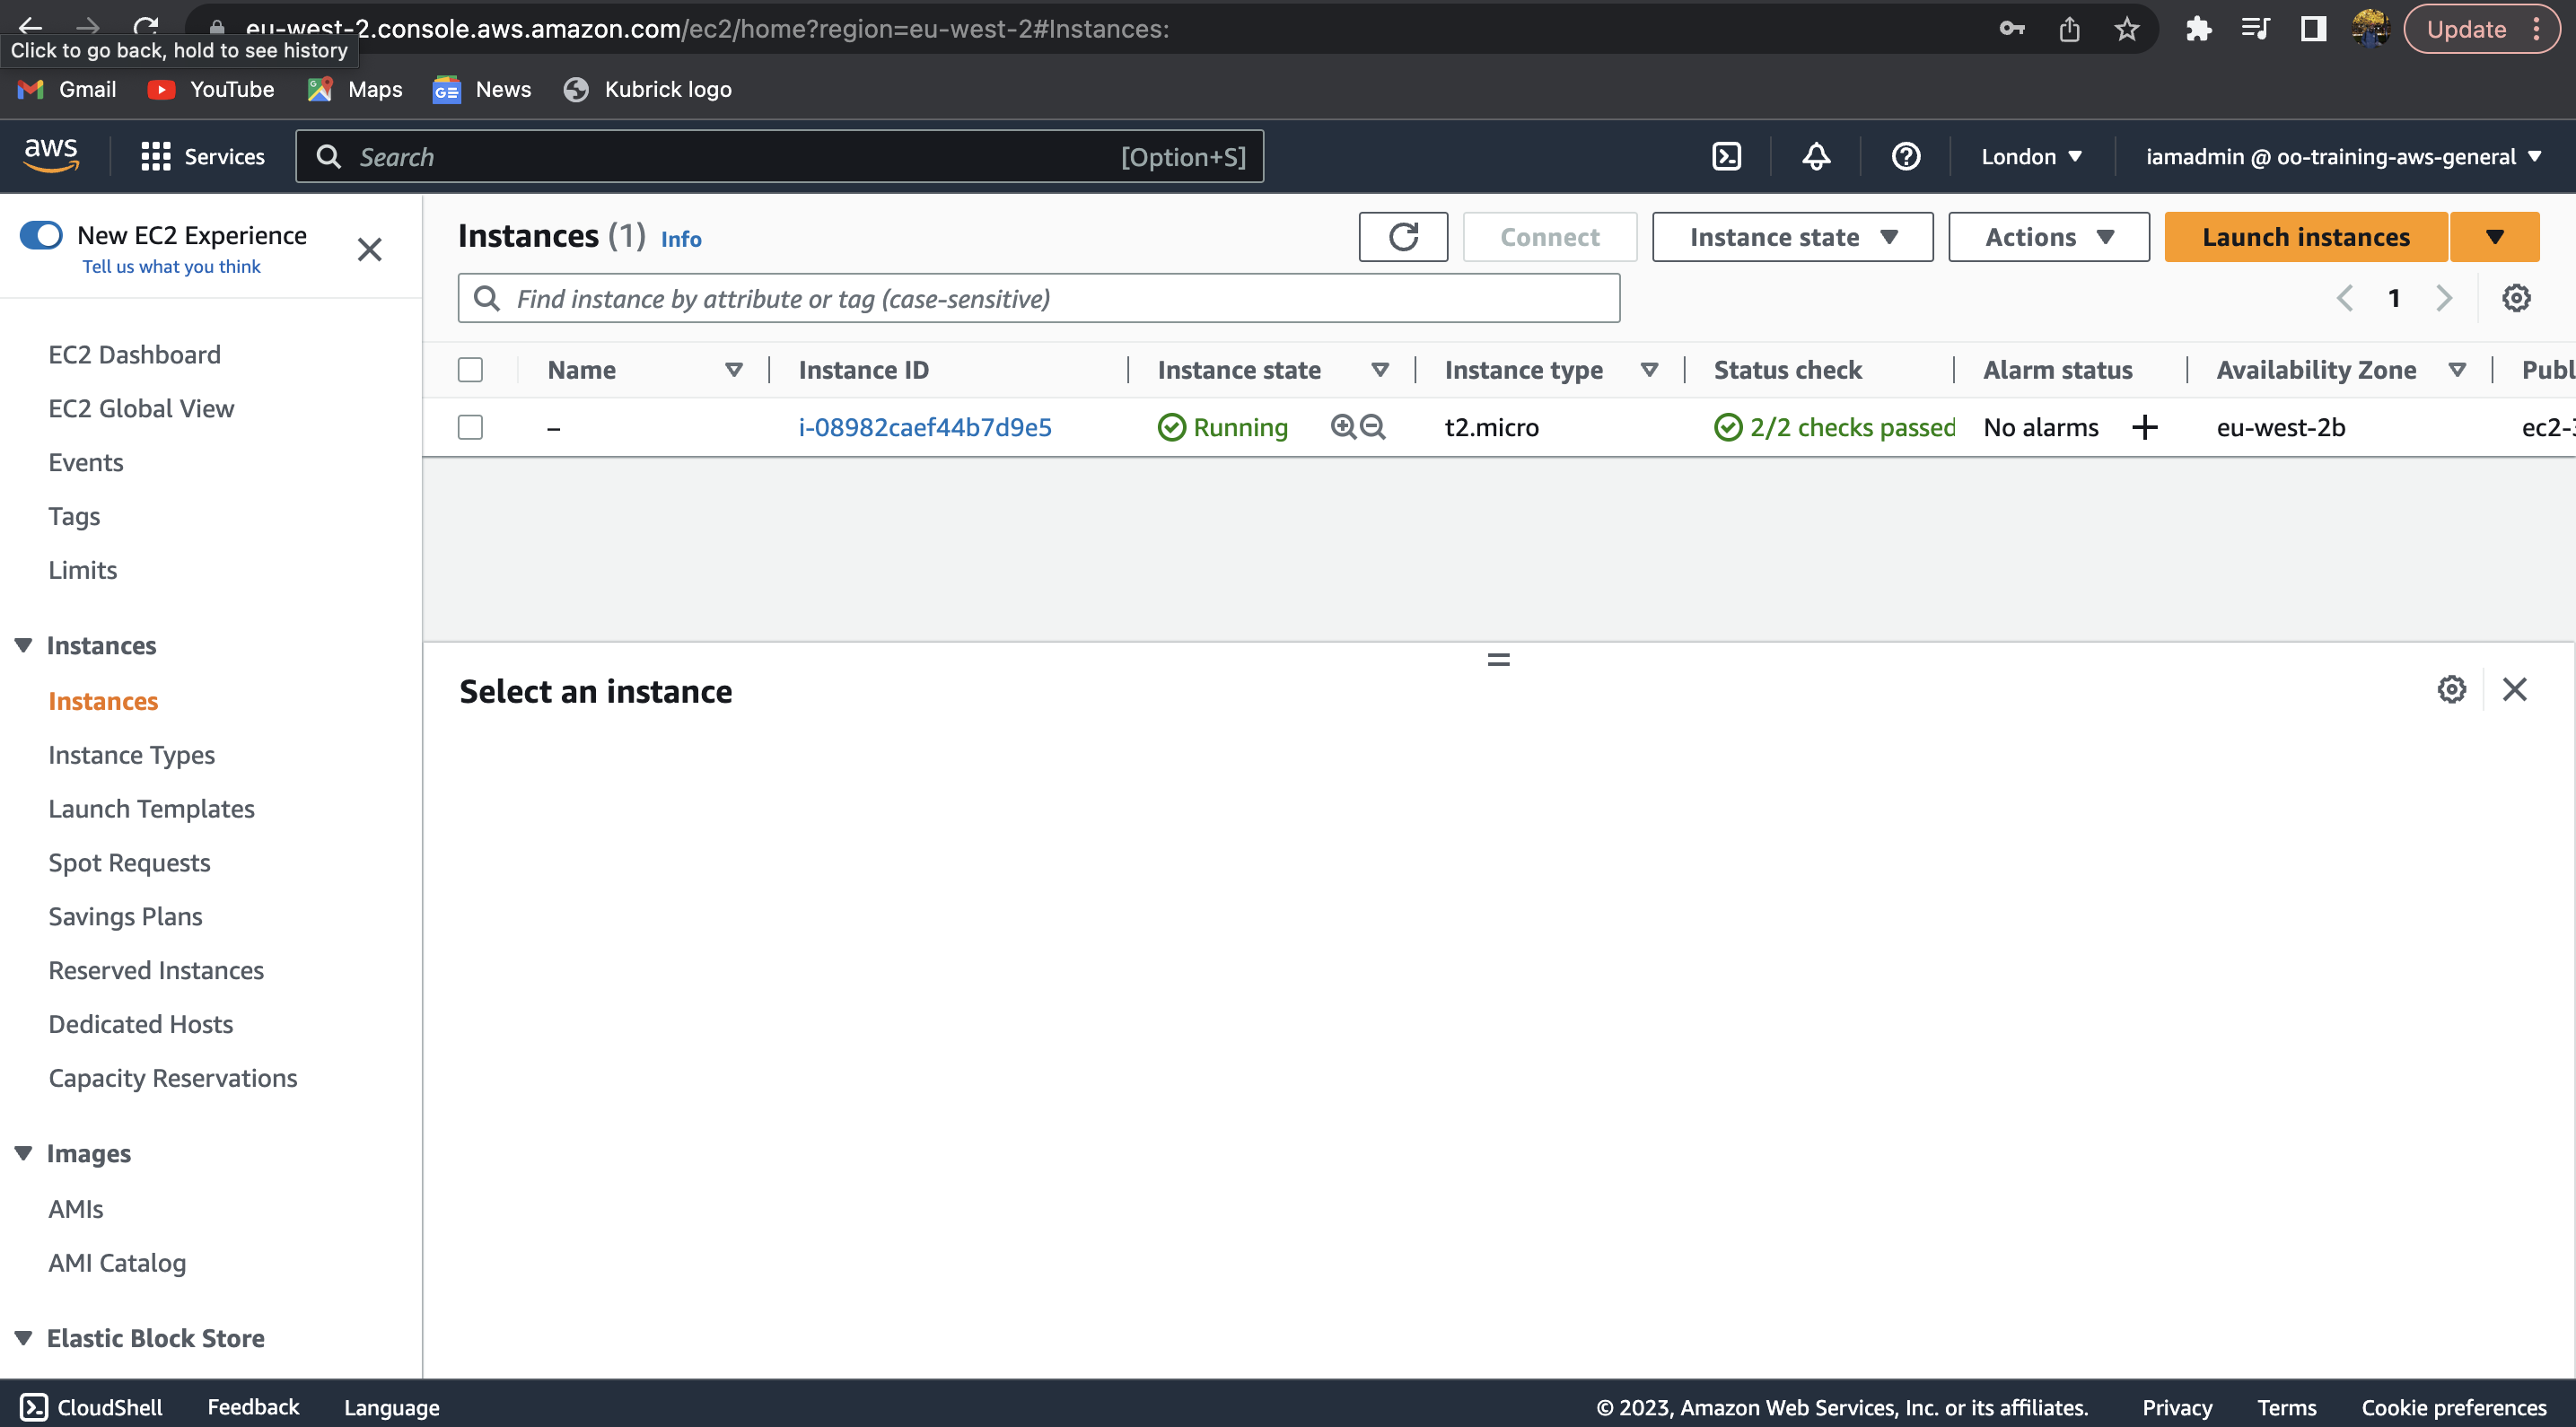 eu-west-2.console.aws.amazon.com/ec2/home?region=eu-west-2#Instances:
Update
Click to go back, hold to see history
Gmail YouTube Maps News Kubrick logo
aws Services Search [Option+S] London iamadmin @ oo-training-aws-general
New EC2 Experience
Tell us what you think
EC2 Dashboard
EC2 Global View
Events
Tags
Limits
Instances
Instances
Instance Types
Launch Templates
Spot Requests
Savings Plans
Reserved Instances
Dedicated Hosts
Capacity Reservations
Images
AMIs
AMI Catalog
Elastic Block Store
Instances (1) Info Connect Instance state Actions Launch instances
Find instance by attribute or tag (case-sensitive) 1
Name Instance ID Instance state Instance type Status check Alarm status Availability Zone Publ
– i-08982caef44b7d9e5 Running t2.micro 2/2 checks passed No alarms + eu-west-2b ec2-3
Select an instance
CloudShell Feedback Language © 2023, Amazon Web Services, Inc. or its affiliates. Privacy Terms Cookie preferences